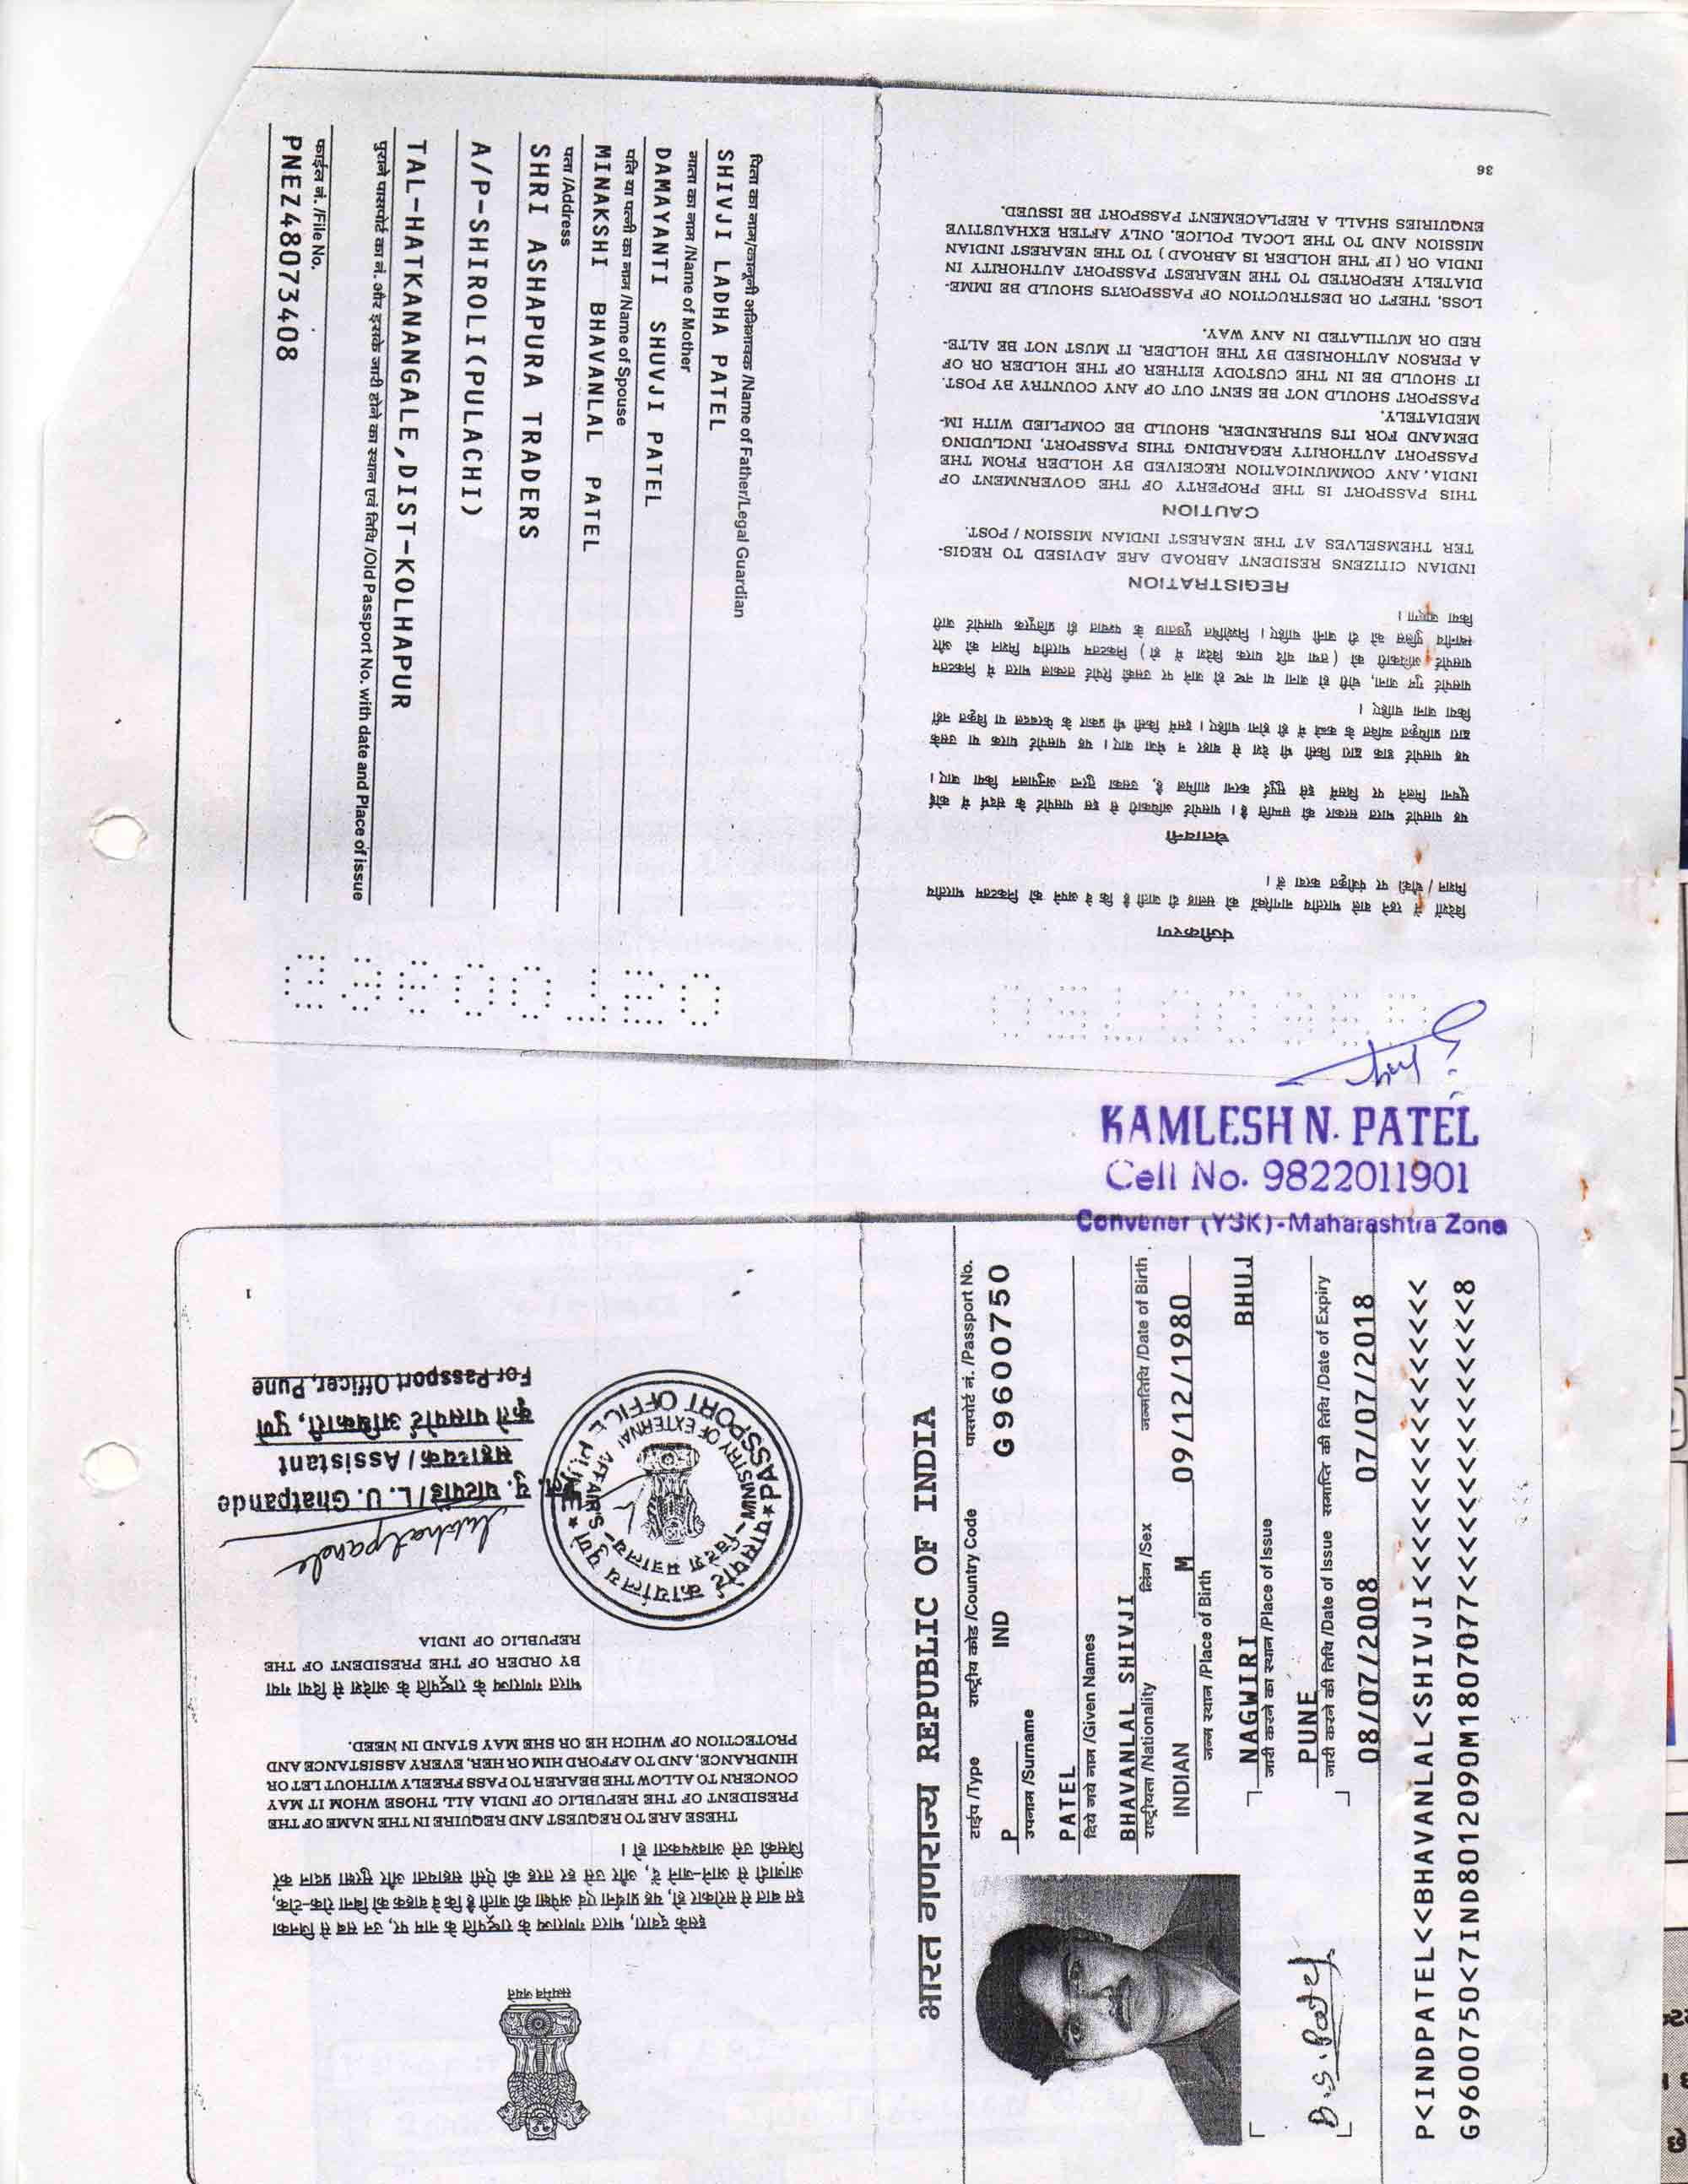 पिता का नाम/कानूनी अभिभावक /Name of Father/Legal Guardian
SHIVJI LADHA PATEL
माता का नाम /Name of Mother
DAMAYANTI SHUVJI PATEL
पति या पत्नी का नाम /Name of Spouse
MINAKSHI BHAVANLAL PATEL
पता /Address
SHRI ASHAPURA TRADERS
A/P-SHIROLI(PULACHI)
TAL-HATKANANGALE,DIST-KOLHAPUR
पुराने पासपोर्ट का नं. और इसके जारी होने का स्थान एवं तिथि /Old Passport No. with date and Place of issue
फाईल नं. /File No.
PNEZ48073408
पंजीकरण
विदेशों में रहने वाले भारतीय नागरिकों को सलाह दी जाती है कि वे अपने को निकटतम भारतीय
मिशन / चौकी पर पंजीकृत करवा लें ।
चेतावनी
यह पासपोर्ट भारत सरकार की सम्पत्ति है । पासपोर्ट अधिकारी से इस पासपोर्ट के संदर्भ में कोई
सूचना मिलने पर जिसमें इसे सुपुर्द करना शामिल है, उसका तुरन्त अनुपालन किया जाए ।
यह पासपोर्ट डाक द्वारा किसी भी देश से बाहर न भेजा जाए । यह पासपोर्ट धारक या उसके
द्वारा प्राधिकृत व्यक्ति के कब्जे में ही होना चाहिए । इसमें किसी भी प्रकार के फेरबदल या विकृत नहीं
किया जाना चाहिए ।
पासपोर्ट गुम जाना, चोरी हो जाना या नष्ट हो जाने पर उसकी रिपोर्ट तत्काल भारत में निकटतम
पासपोर्ट अधिकारी को ( तथा यदि धारक विदेश में हो ) निकटतम भारतीय मिशन को और
स्थानीय पुलिस को दी जानी चाहिए । विस्तृत पूछताछ के पश्चात ही प्रतिरूप पासपोर्ट जारी
किया जाएगा ।
REGISTRATION
INDIAN CITIZENS RESIDENT ABROAD ARE ADVISED TO REGIS-
TER THEMSELVES AT THE NEAREST INDIAN MISSION / POST.
CAUTION
THIS PASSPORT IS THE PROPERTY OF THE GOVERNMENT OF
INDIA. ANY COMMUNICATION RECEIVED BY HOLDER FROM THE
PASSPORT AUTHORITY REGARDING THIS PASSPORT, INCLUDING
DEMAND FOR ITS SURRENDER, SHOULD BE COMPLIED WITH IM-
MEDIATELY.
PASSPORT SHOULD NOT BE SENT OUT OF ANY COUNTRY BY POST.
IT SHOULD BE IN THE CUSTODY EITHER OF THE HOLDER OR OF
A PERSON AUTHORISED BY THE HOLDER. IT MUST NOT BE ALTE-
RED OR MUTILATED IN ANY WAY.
LOSS, THEFT OR DESTRUCTION OF PASSPORTS SHOULD BE IMME-
DIATELY REPORTED TO THE NEAREST PASSPORT AUTHORITY IN
INDIA OR ( IF THE HOLDER IS ABROAD ) TO THE NEAREST INDIAN
MISSION AND TO THE LOCAL POLICE. ONLY AFTER EXHAUSTIVE
ENQUIRIES SHALL A REPLACEMENT PASSPORT BE ISSUED.
36
KAMLESH N. PATEL
Cell No. 9822011901
Convener (YSK)-Maharashtra Zone
सत्यमेव जयते
इसके द्वारा, भारत गणराज्य के राष्ट्रपति के नाम पर, उन सब से जिनका
इस बात से सरोकार हो, यह प्रार्थना एवं अपेक्षा की जाती है कि वे वाहक को बिना रोक-टोक,
आज़ादी से आने-जाने दें, और उसे हर तरह की ऐसी सहायता और सुरक्षा प्रदान करें
जिसकी उसे आवश्यकता हो ।
THESE ARE TO REQUEST AND REQUIRE IN THE NAME OF THE
PRESIDENT OF THE REPUBLIC OF INDIA ALL THOSE WHOM IT MAY
CONCERN TO ALLOW THE BEARER TO PASS FREELY WITHOUT LET OR
HINDRANCE, AND TO AFFORD HIM OR HER, EVERY ASSISTANCE AND
PROTECTION OF WHICH HE OR SHE MAY STAND IN NEED.
भारत गणराज्य के राष्ट्रपति के आदेश से दिया गया
BY ORDER OF THE PRESIDENT OF THE
REPUBLIC OF INDIA
पासपोर्ट कार्यालय पुणे
PASSPORT OFFICE PUNE
विदेश मंत्रालय
MINISTRY OF EXTERNAL AFFAIRS
ल. उ. घाटपांडे/L. U. Ghatpande
सहाय्यक / Assistant
कृते पासपोर्ट अधिकारी, पुणे
For Passport Officer, Pune
1
भारत गणराज्य REPUBLIC OF INDIA
टाईप /Type राष्ट्रीय कोड /Country Code पासपोर्ट नं. /Passport No.
P IND G9600750
उपनाम /Surname
PATEL
दिये गये नाम /Given Names
BHAVANLAL SHIVJI
राष्ट्रीयता /Nationality लिंग /Sex जन्मतिथि /Date of Birth
INDIAN M 09/12/1980
जन्म स्थान /Place of Birth
NAGWIRI BHUJ
जारी करने का स्थान /Place of Issue
PUNE
जारी करने की तिथि /Date of Issue समाप्ति की तिथि /Date of Expiry
08/07/2008 07/07/2018
B.S. Patel
P<INDPATEL<<BHAVANLAL<SHIVJI<<<<<<<<<<<<<<<<
G9600750<7IND8012090M1807077<<<<<<<<<<<<<<<8